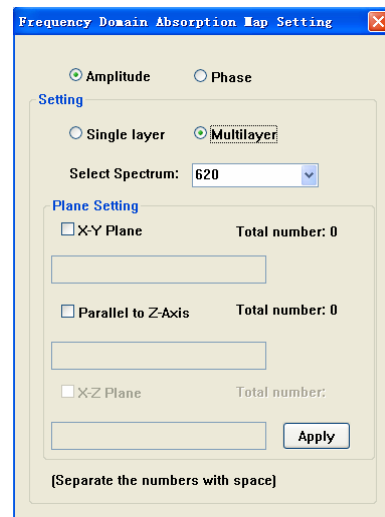 Frequency Domain Absorption Map Setting
Amplitude Phase
Setting
Single layer Multilayer
Select Spectrum: 620
Plane Setting
X-Y Plane Total number: 0
Parallel to Z-Axis Total number: 0
X-Z Plane Total number:
Apply
(Separate the numbers with space)